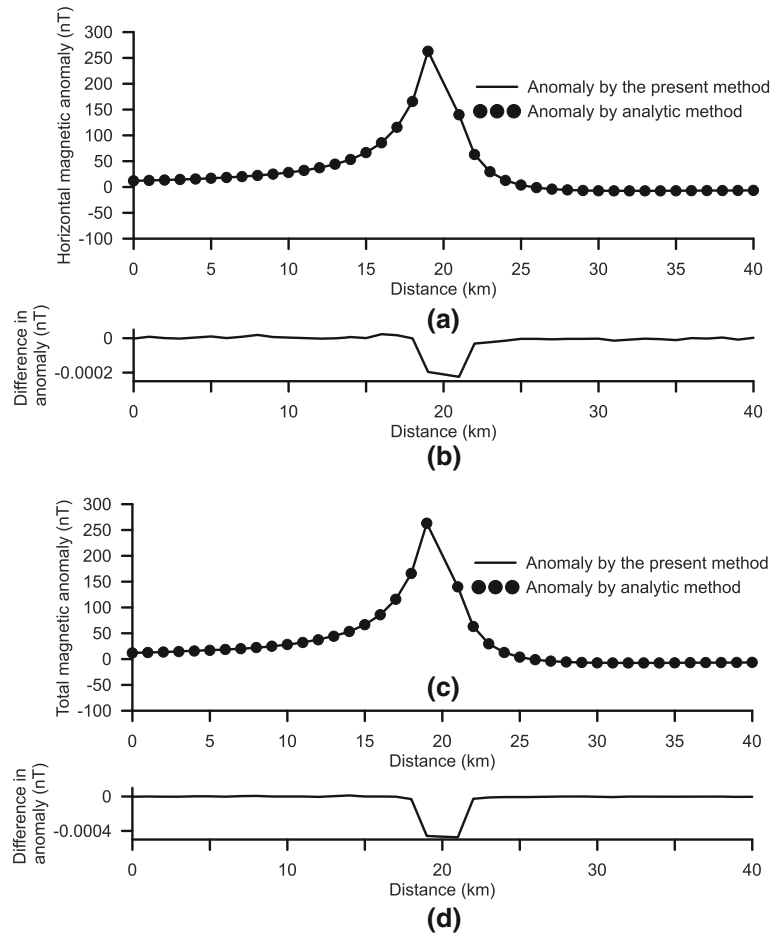 Horizontal magnetic anomaly (nT)
300
250
200
150
100
50
0
-50
-100
Anomaly by the present method
Anomaly by analytic method
0 5 10 15 20 25 30 35 40
Distance (km)
(a)
Difference in
anomaly (nT)
0
-0.0002
0 10 20 30 40
Distance (km)
(b)
Total magnetic anomaly (nT)
300
250
200
150
100
50
0
-50
-100
Anomaly by the present method
Anomaly by analytic method
(c)
0 5 10 15 20 25 30 35 40
Distance (km)
Difference in
anomaly (nT)
0
-0.0004
0 10 20 30 40
Distance (km)
(d)